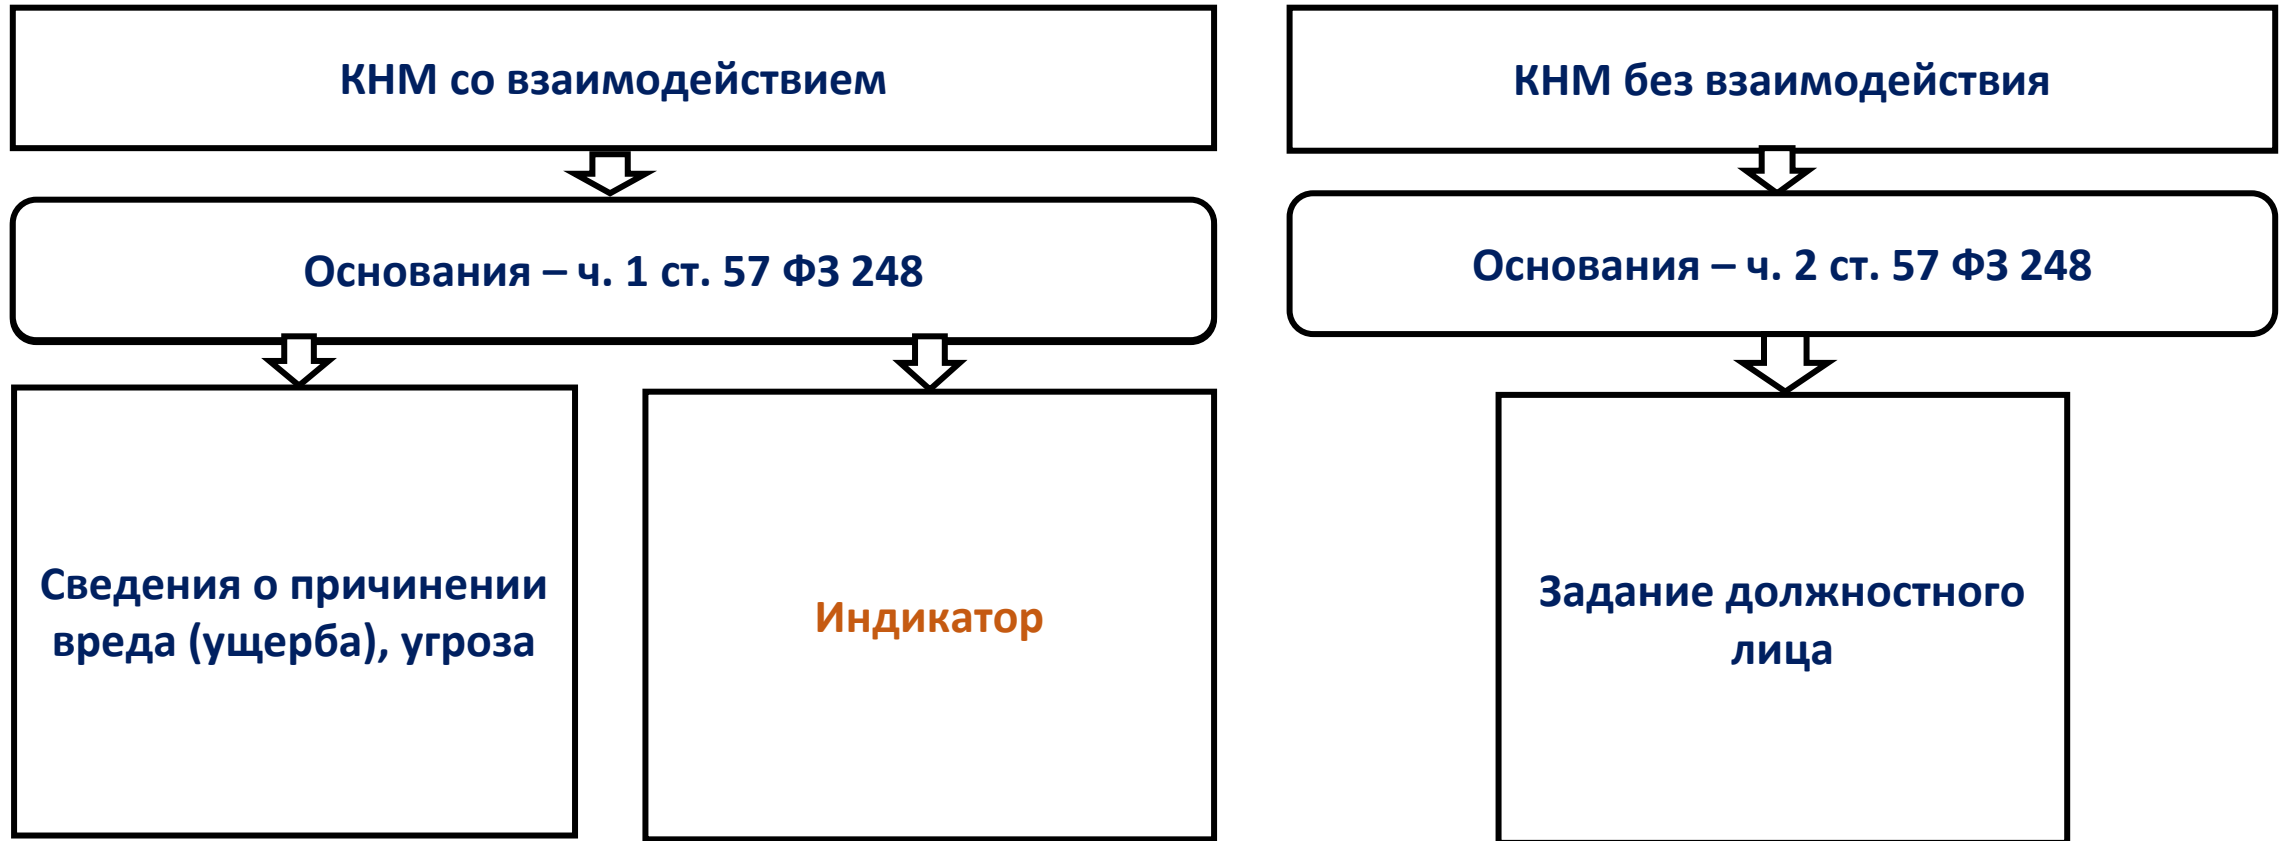 КНМ со взаимодействием
КНМ без взаимодействия
Основания – ч. 1 ст. 57 ФЗ 248
Основания – ч. 2 ст. 57 ФЗ 248
Сведения о причинении
вреда (ущерба), угроза
Индикатор
Задание должностного
лица